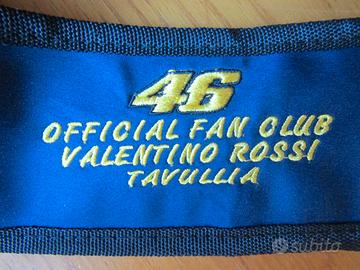 46
OFFICIAL FAN CLUB
VALENTINO ROSSI
TAVULLIA
subito